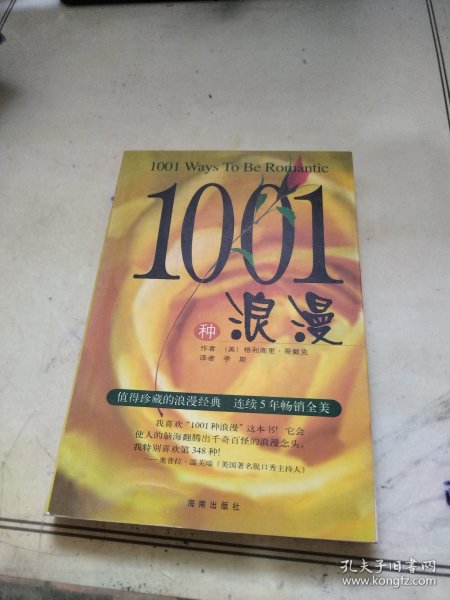 1001 Ways To Be Romantic
1001
种 浪漫
作者 (美) 格利高里·哥戴克
译者 李斯
值得珍藏的浪漫经典 连续5年畅销全美
我喜欢“1001种浪漫”这本书!它会
使人的脑海翻腾出千奇百怪的浪漫念头。
我特别喜欢第348种!
——奥普拉·温芙瑞(美国著名脱口秀主持人)
海南出版社
孔夫子旧书网
www.kongfz.com